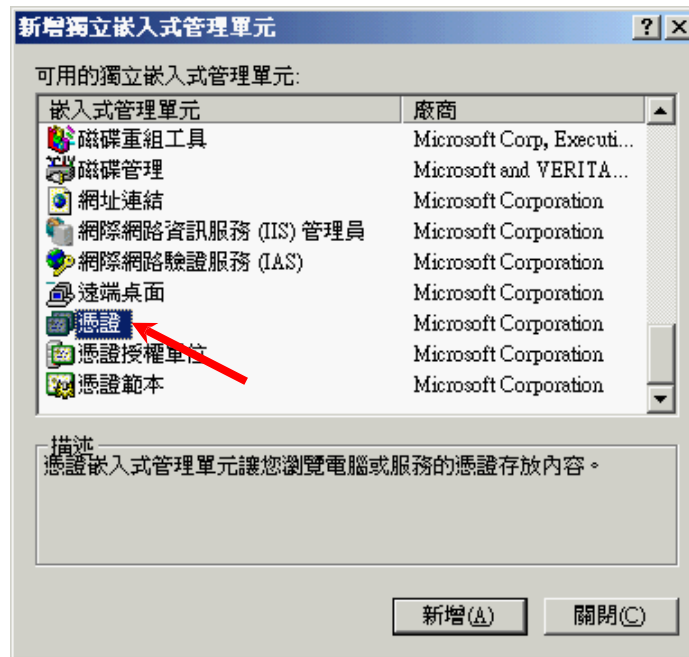 新增獨立嵌入式管理單元
可用的獨立嵌入式管理單元:
嵌入式管理單元 廠商
磁碟重組工具 Microsoft Corp, Executi...
磁碟管理 Microsoft and VERITA...
網址連結 Microsoft Corporation
網際網路資訊服務 (IIS) 管理員 Microsoft Corporation
網際網路驗證服務 (IAS) Microsoft Corporation
遠端桌面 Microsoft Corporation
憑證 Microsoft Corporation
憑證授權單位 Microsoft Corporation
憑證範本 Microsoft Corporation
描述
憑證嵌入式管理單元讓您瀏覽電腦或服務的憑證存放內容。
新增(A) 關閉(C)